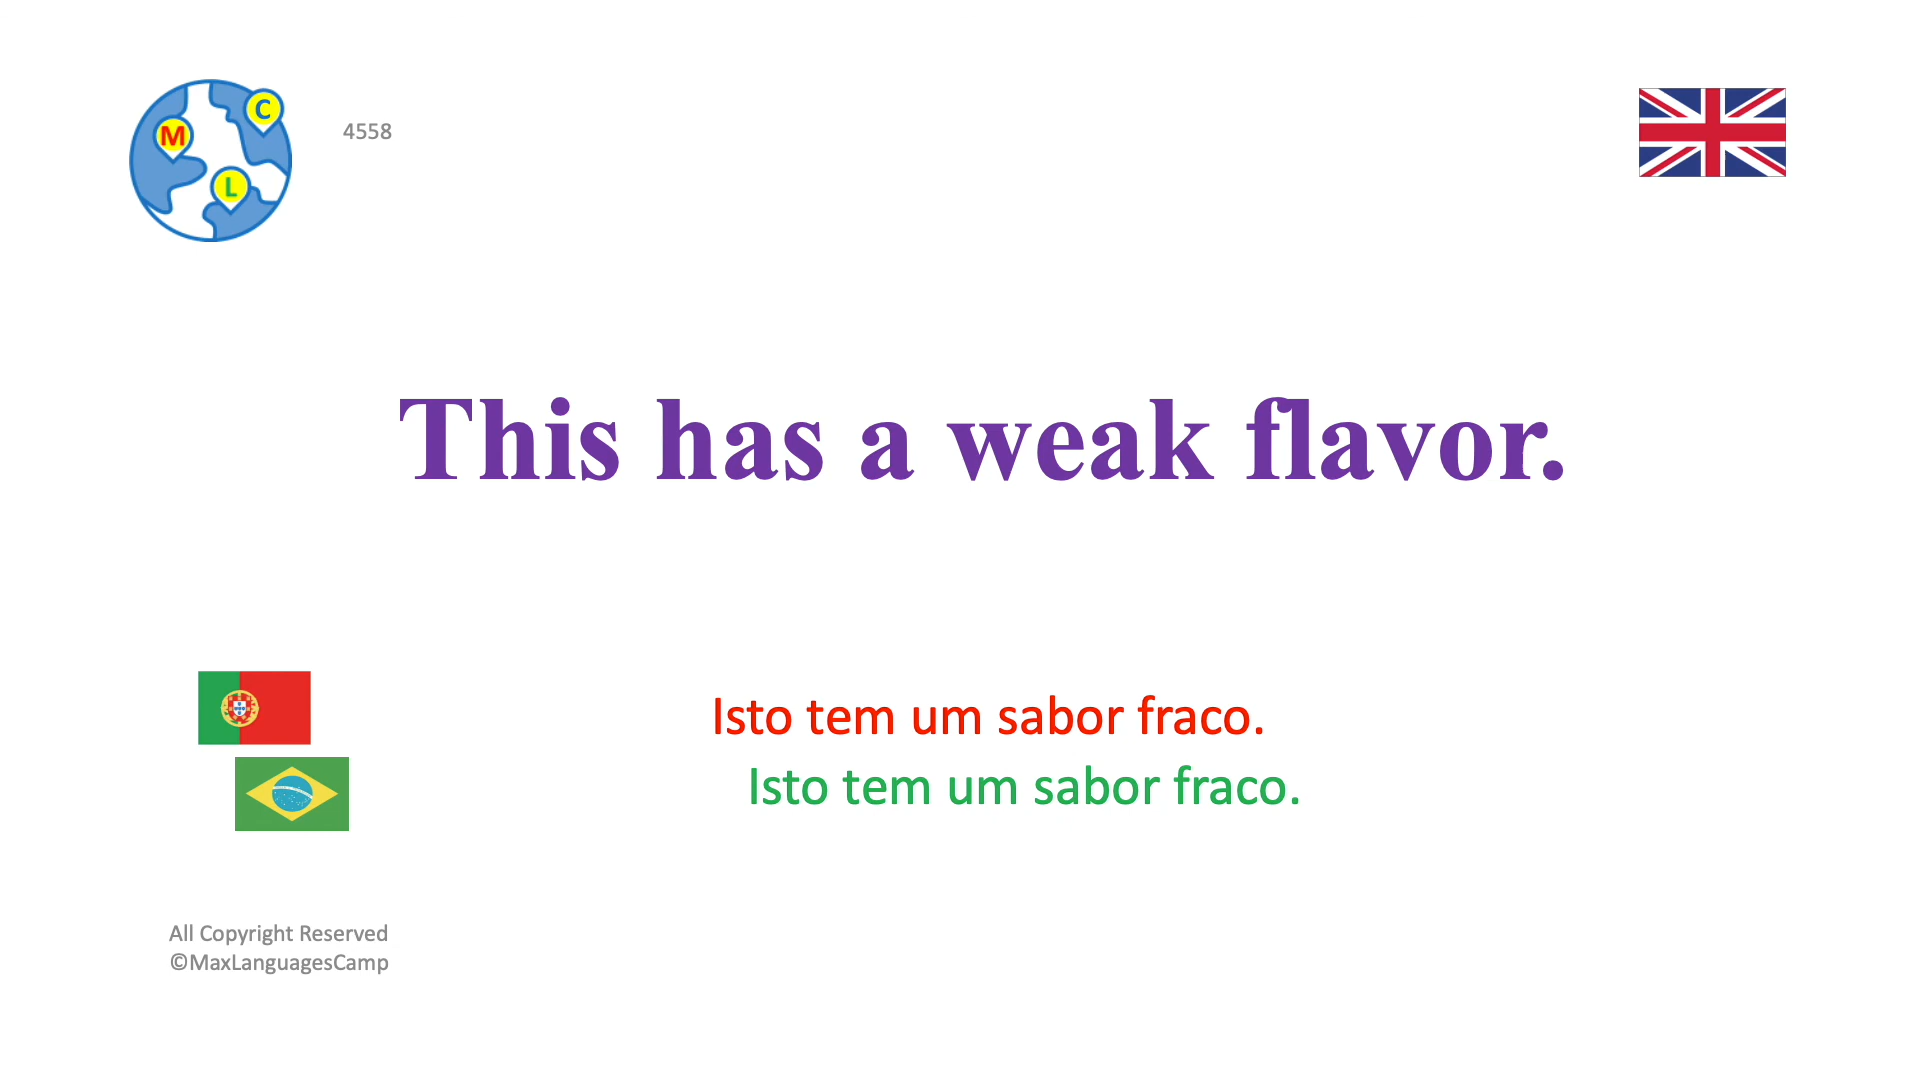 M
C
L
4558
This has a weak flavor.
Isto tem um sabor fraco.
Isto tem um sabor fraco.
All Copyright Reserved
©MaxLanguagesCamp